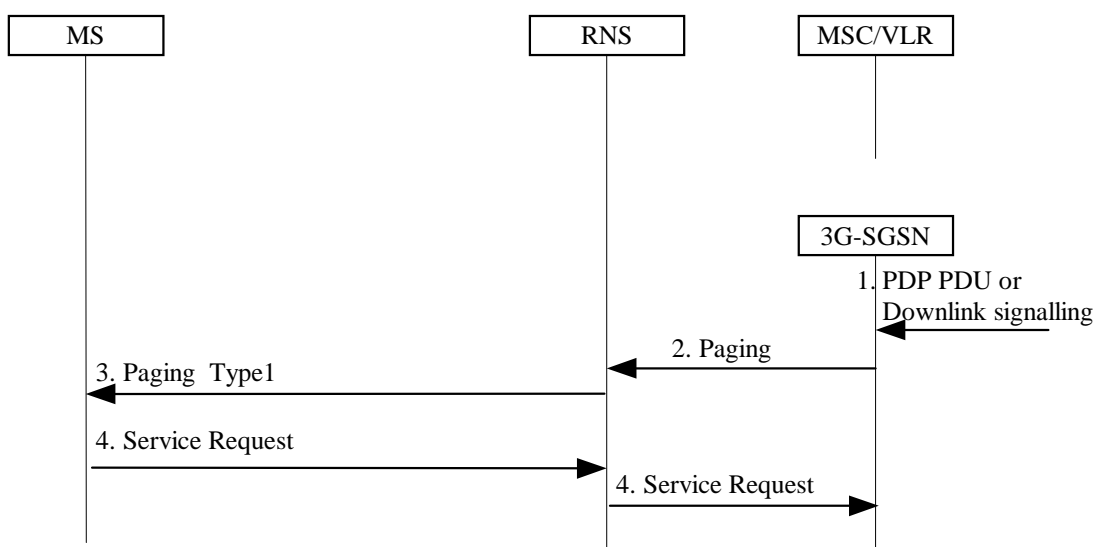 MS
RNS
MSC/VLR
3G-SGSN
1. PDP PDU or
Downlink signalling
2. Paging
3. Paging Type1
4. Service Request
4. Service Request